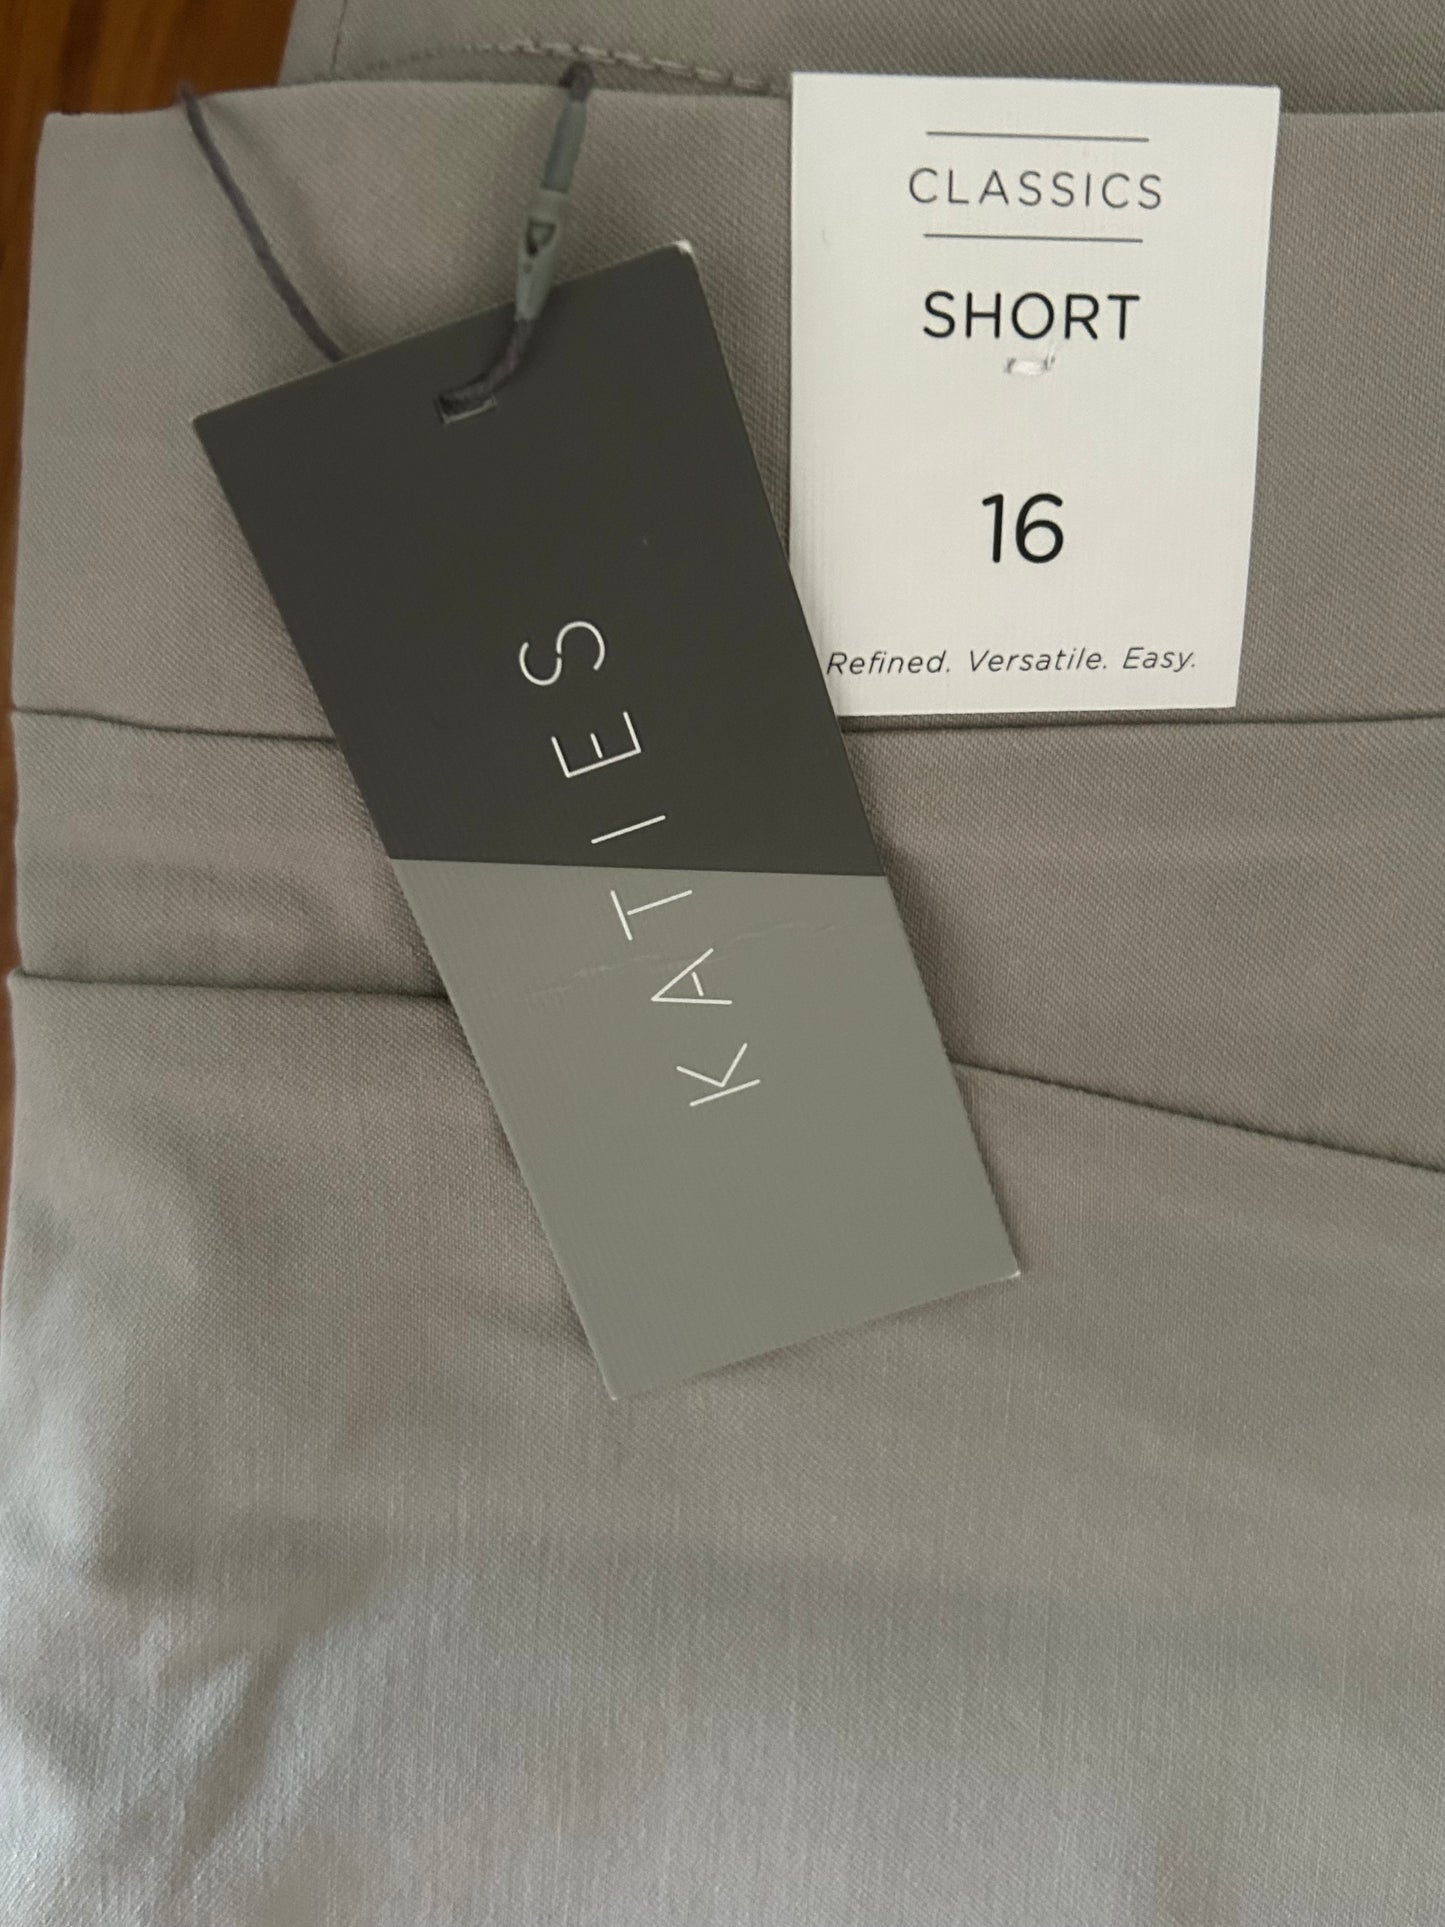 CLASSICS
SHORT
16
Refined. Versatile. Easy.
KATIES